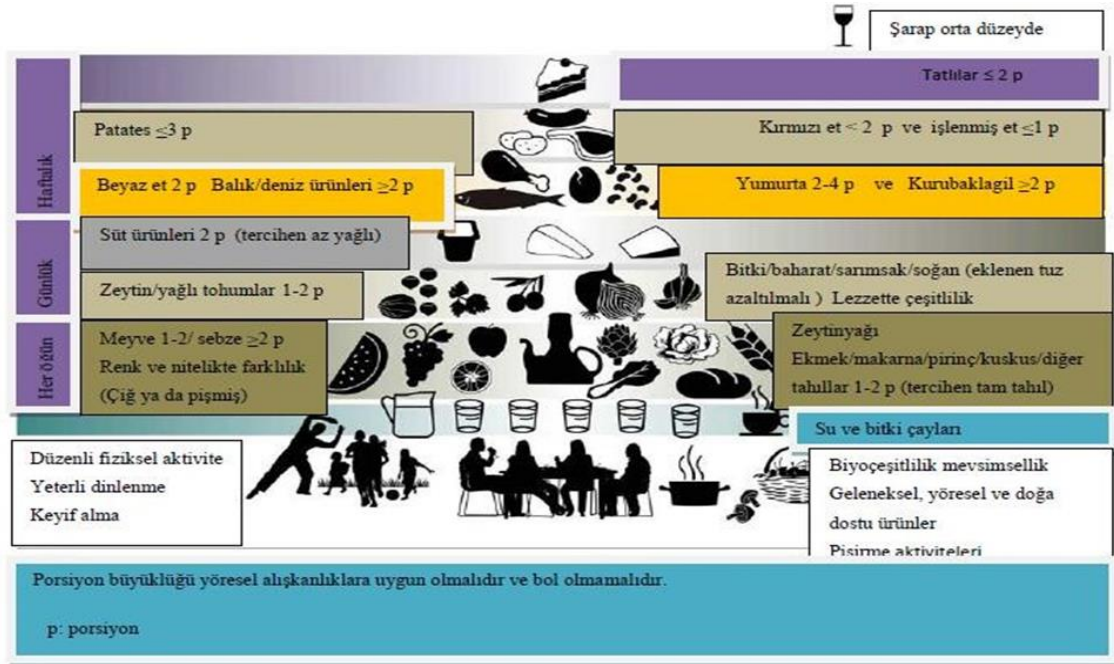 Şarap orta düzeyde
Tatlılar ≤ 2 p
Haftalık
Patates ≤3 p
Kırmızı et < 2 p ve işlenmiş et ≤1 p
Beyaz et 2 p Balık/deniz ürünleri ≥2 p
Yumurta 2-4 p ve Kurubaklagil ≥2 p
Günlük
Süt ürünleri 2 p (tercihen az yağlı)
Zeytin/yağlı tohumlar 1-2 p
Bitki/baharat/sarımsak/soğan (eklenen tuz
azaltılmalı ) Lezzette çeşitlilik
Her öğün
Meyve 1-2/ sebze ≥2 p
Renk ve nitelikte farklılık
(Çiğ ya da pişmiş)
Zeytinyağı
Ekmek/makarna/pirinç/kuskus/diğer
tahıllar 1-2 p (tercihen tam tahıl)
Su ve bitki çayları
Düzenli fiziksel aktivite
Yeterli dinlenme
Keyif alma
Biyoçeşitlilik mevsimsellik
Geleneksel, yöresel ve doğa
dostu ürünler
Pişirme aktiviteleri
Porsiyon büyüklüğü yöresel alışkanlıklara uygun olmalıdır ve bol olmamalıdır.
p: porsiyon